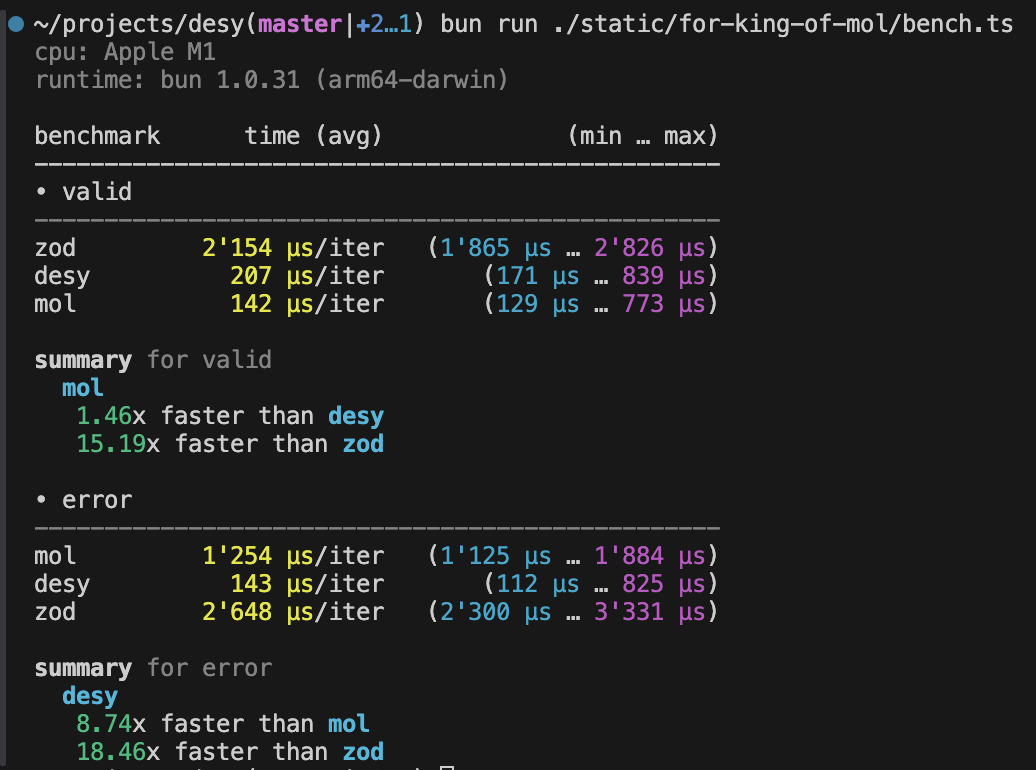 ~/projects/desy(master|+2…1) bun run ./static/for-king-of-mol/bench.ts
cpu: Apple M1
runtime: bun 1.0.31 (arm64-darwin)
benchmark time (avg) (min … max)
• valid
zod 2'154 µs/iter (1'865 µs … 2'826 µs)
desy 207 µs/iter (171 µs … 839 µs)
mol 142 µs/iter (129 µs … 773 µs)
summary for valid
mol
1.46x faster than desy
15.19x faster than zod
• error
mol 1'254 µs/iter (1'125 µs … 1'884 µs)
desy 143 µs/iter (112 µs … 825 µs)
zod 2'648 µs/iter (2'300 µs … 3'331 µs)
summary for error
desy
8.74x faster than mol
18.46x faster than zod